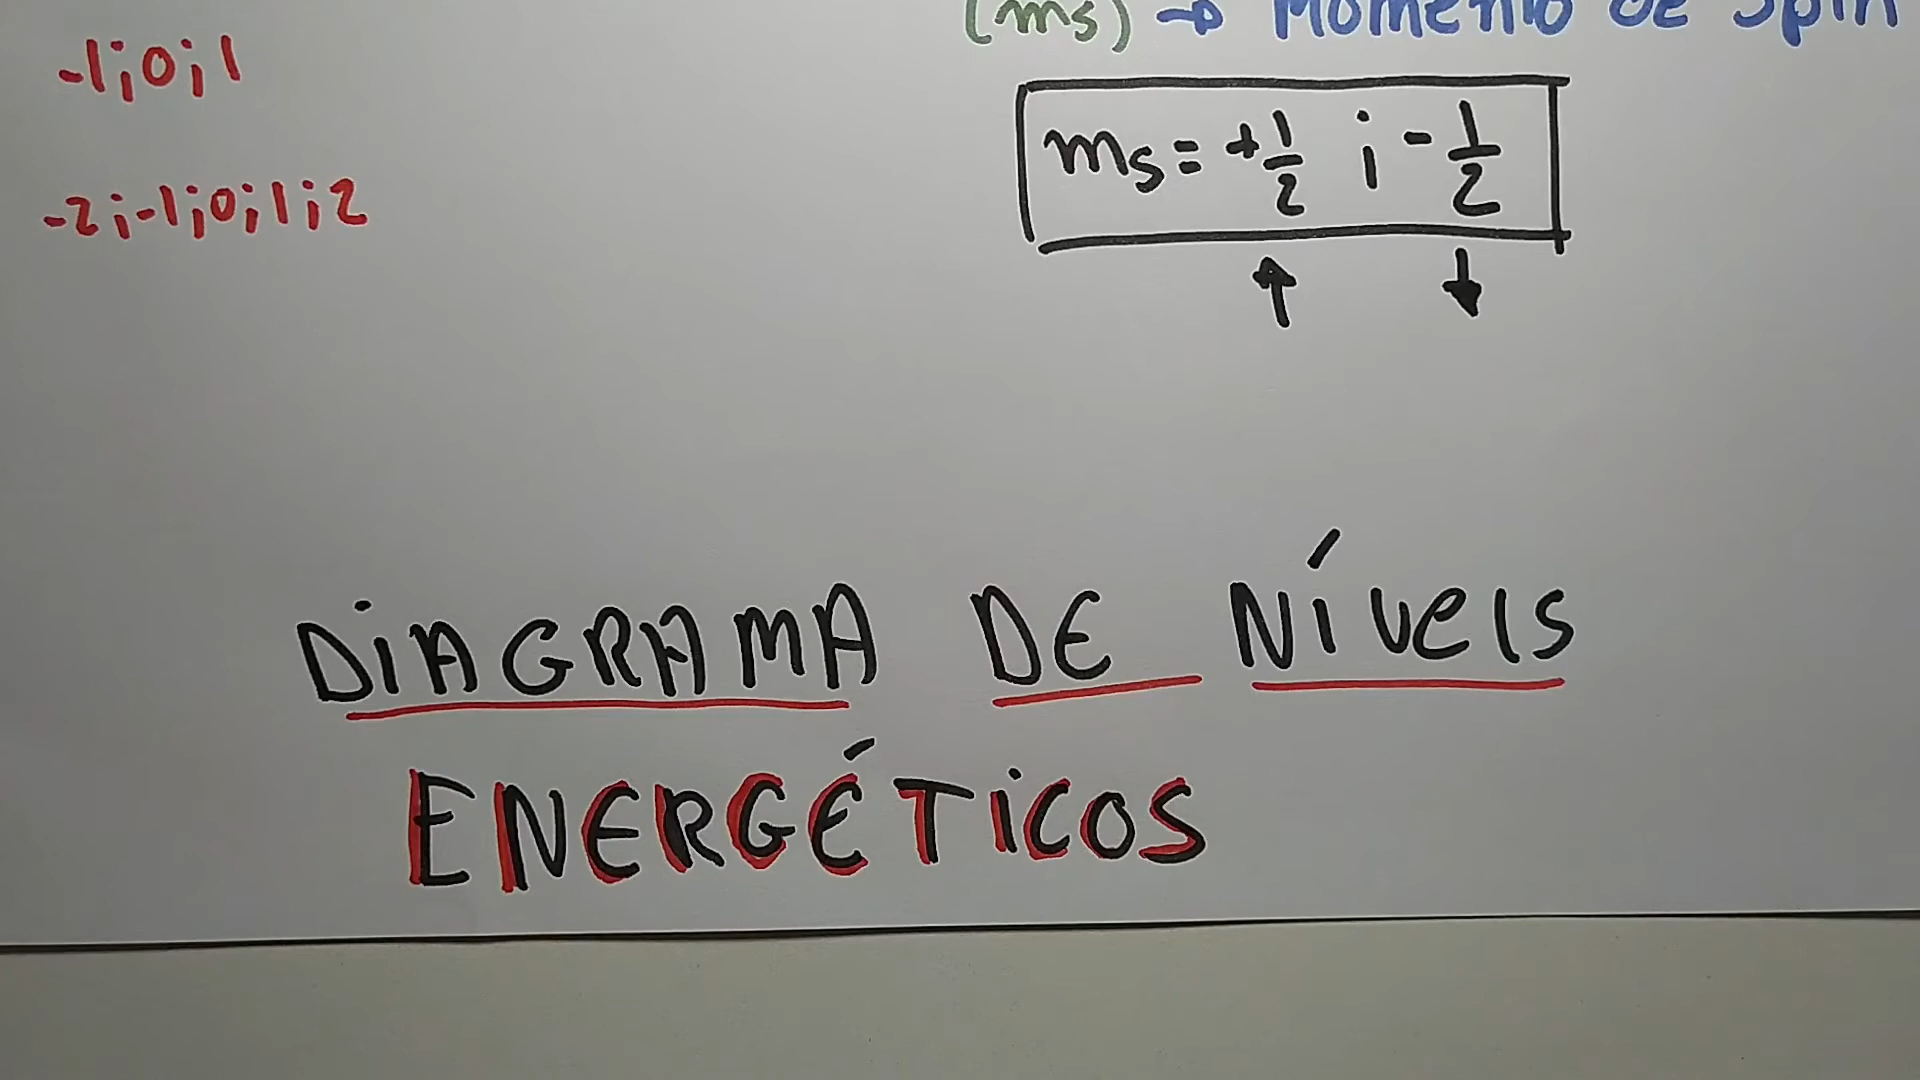 (ms) → Momento de Spin
-1;0;1
ms = +1/2 ; -1/2
-2;-1;0;1;2
↑ ↓
DIAGRAMA DE NÍVEIS
ENERGÉTICOS